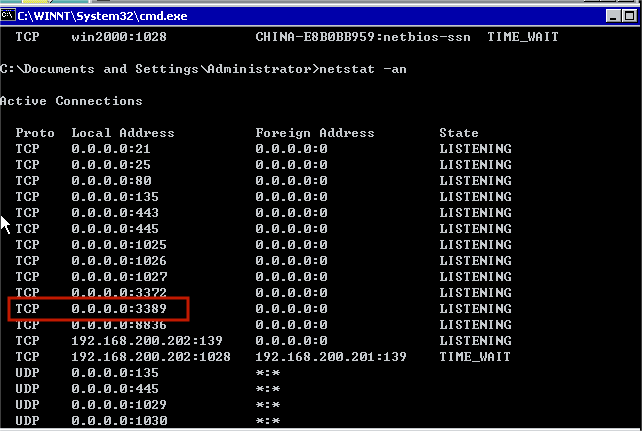 C:\WINNT\System32\cmd.exe
TCP win2000:1028 CHINA-E8B0BB959:netbios-ssn TIME_WAIT
C:\Documents and Settings\Administrator>netstat -an
Active Connections
Proto Local Address Foreign Address State
TCP 0.0.0.0:21 0.0.0.0:0 LISTENING
TCP 0.0.0.0:25 0.0.0.0:0 LISTENING
TCP 0.0.0.0:80 0.0.0.0:0 LISTENING
TCP 0.0.0.0:135 0.0.0.0:0 LISTENING
TCP 0.0.0.0:443 0.0.0.0:0 LISTENING
TCP 0.0.0.0:445 0.0.0.0:0 LISTENING
TCP 0.0.0.0:1025 0.0.0.0:0 LISTENING
TCP 0.0.0.0:1026 0.0.0.0:0 LISTENING
TCP 0.0.0.0:1027 0.0.0.0:0 LISTENING
TCP 0.0.0.0:3372 0.0.0.0:0 LISTENING
TCP 0.0.0.0:3389 0.0.0.0:0 LISTENING
TCP 0.0.0.0:8836 0.0.0.0:0 LISTENING
TCP 192.168.200.202:139 0.0.0.0:0 LISTENING
TCP 192.168.200.202:1028 192.168.200.201:139 TIME_WAIT
UDP 0.0.0.0:135 *:*
UDP 0.0.0.0:445 *:*
UDP 0.0.0.0:1029 *:*
UDP 0.0.0.0:1030 *:*